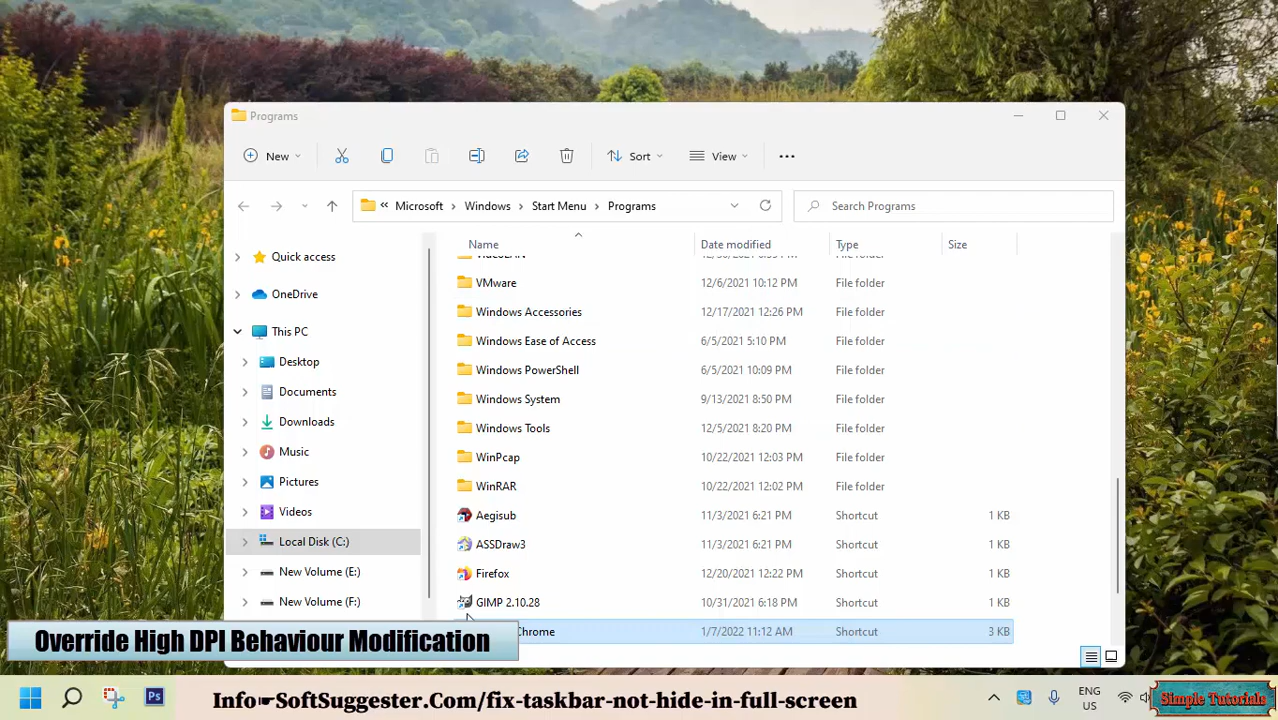 Programs
New
Sort
View
Microsoft > Windows > Start Menu > Programs
Search Programs
Name
Date modified
Type
Size
Quick access
OneDrive
This PC
Desktop
Documents
Downloads
Music
Pictures
Videos
Local Disk (C:)
New Volume (E:)
New Volume (F:)
VMware 12/6/2021 10:12 PM File folder
Windows Accessories 12/17/2021 12:26 PM File folder
Windows Ease of Access 6/5/2021 5:10 PM File folder
Windows PowerShell 6/5/2021 10:09 PM File folder
Windows System 9/13/2021 8:50 PM File folder
Windows Tools 12/5/2021 8:20 PM File folder
WinPcap 10/22/2021 12:03 PM File folder
WinRAR 10/22/2021 12:02 PM File folder
Aegisub 11/3/2021 6:21 PM Shortcut 1 KB
ASSDraw3 11/3/2021 6:21 PM Shortcut 1 KB
Firefox 12/20/2021 12:22 PM Shortcut 1 KB
GIMP 2.10.28 10/31/2021 6:18 PM Shortcut 1 KB
Chrome 1/7/2022 11:12 AM Shortcut 3 KB
Override High DPI Behaviour Modification
Ps
Info☛SoftSuggester.Com/fix-taskbar-not-hide-in-full-screen
ENG
US
Simple Tutorials